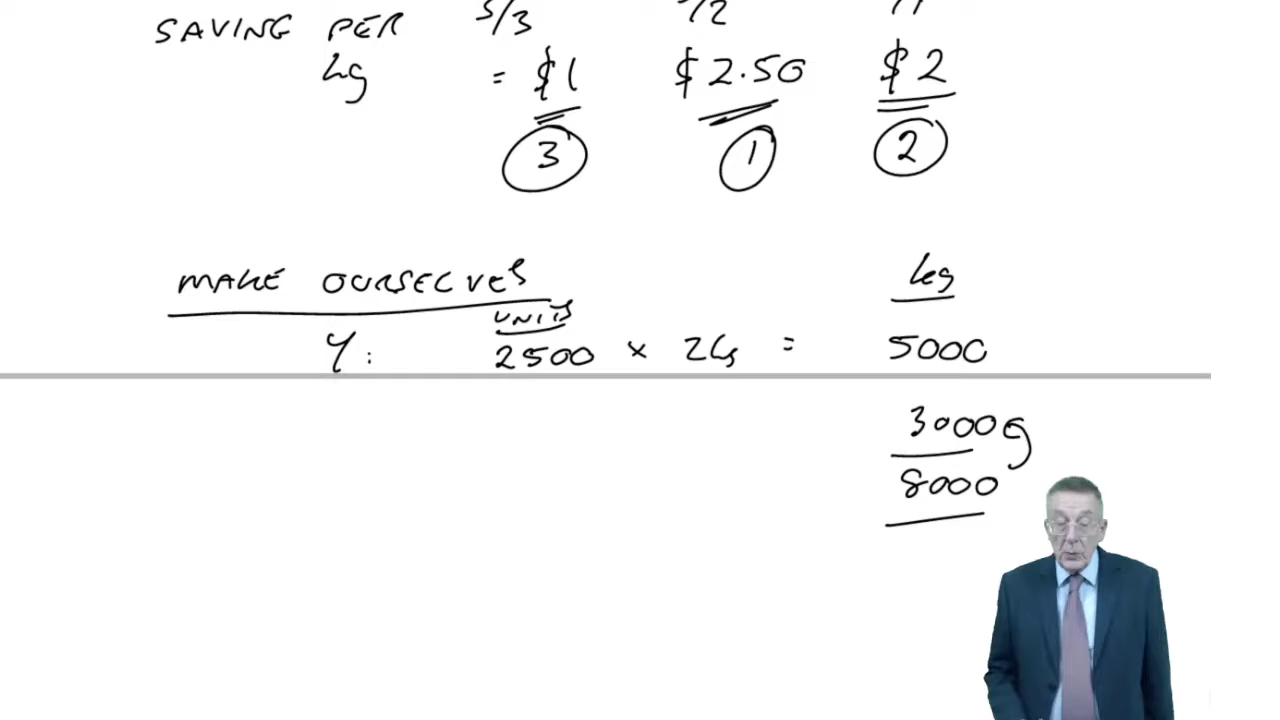 SAVING PER
kg = $1 $2.50 $2
3 1 2
MAKE OURSELVES kg
UNITS
Y: 2500 × 2kg = 5000
3000
8000